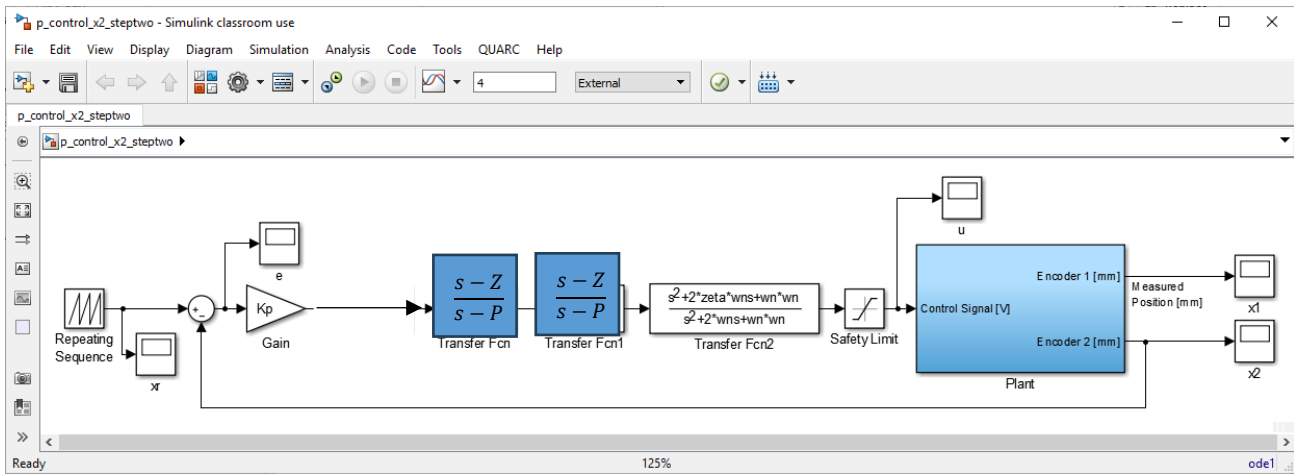 p_control_x2_steptwo - Simulink classroom use
File Edit View Display Diagram Simulation Analysis Code Tools QUARC Help
4 External
p_control_x2_steptwo
p_control_x2_steptwo
u
e
Encoder 1 [mm]
Measured
Position [mm]
x1
Kp
s − Z
s − P
s − Z
s − P
s^2+2*zeta*wns+wn*wn
s^2+2*wns+wn*wn
Control Signal [V]
Repeating
Sequence
Gain
Transfer Fcn
Transfer Fcn1
Transfer Fcn2
Safety Limit
Encoder 2 [mm]
xr
Plant
x2
Ready 125% ode1